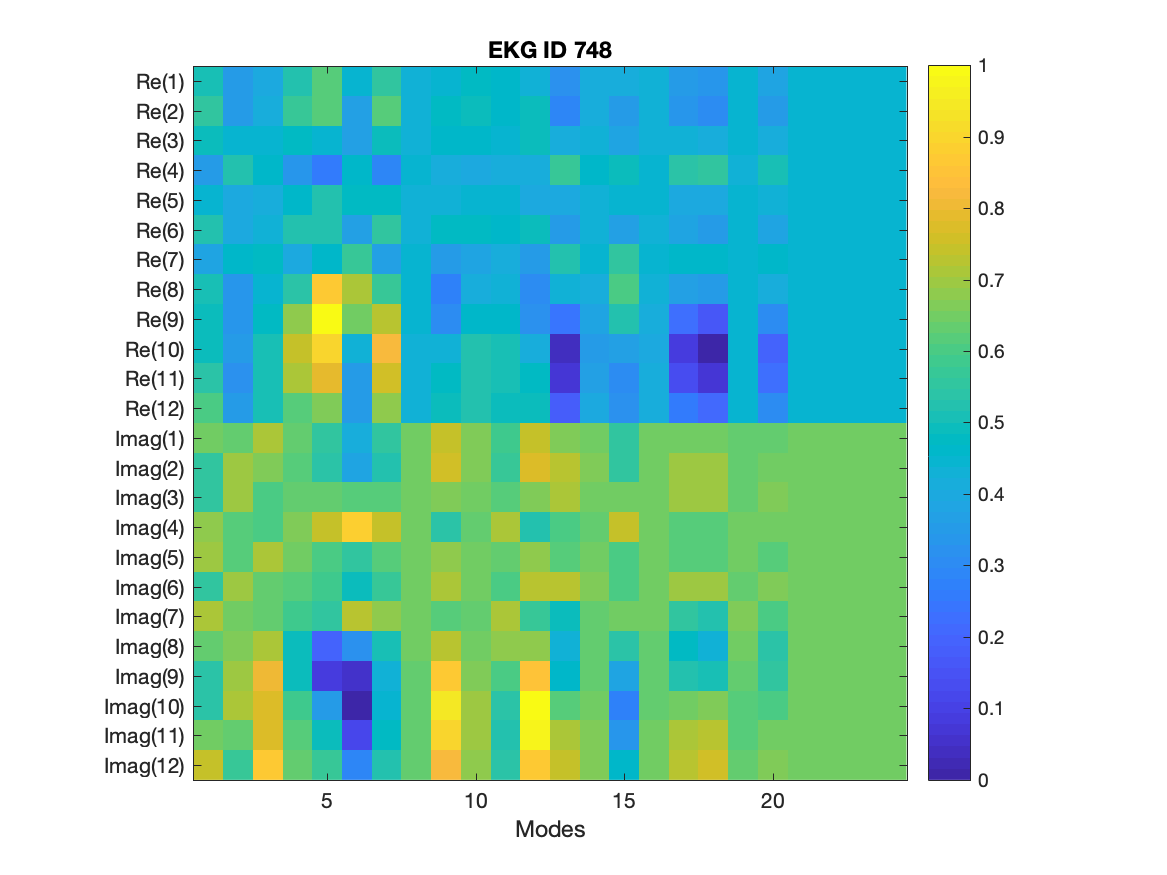 EKG ID 748
Re(1)
Re(2)
Re(3)
Re(4)
Re(5)
Re(6)
Re(7)
Re(8)
Re(9)
Re(10)
Re(11)
Re(12)
Imag(1)
Imag(2)
Imag(3)
Imag(4)
Imag(5)
Imag(6)
Imag(7)
Imag(8)
Imag(9)
Imag(10)
Imag(11)
Imag(12)
5 10 15 20
Modes
1
0.9
0.8
0.7
0.6
0.5
0.4
0.3
0.2
0.1
0